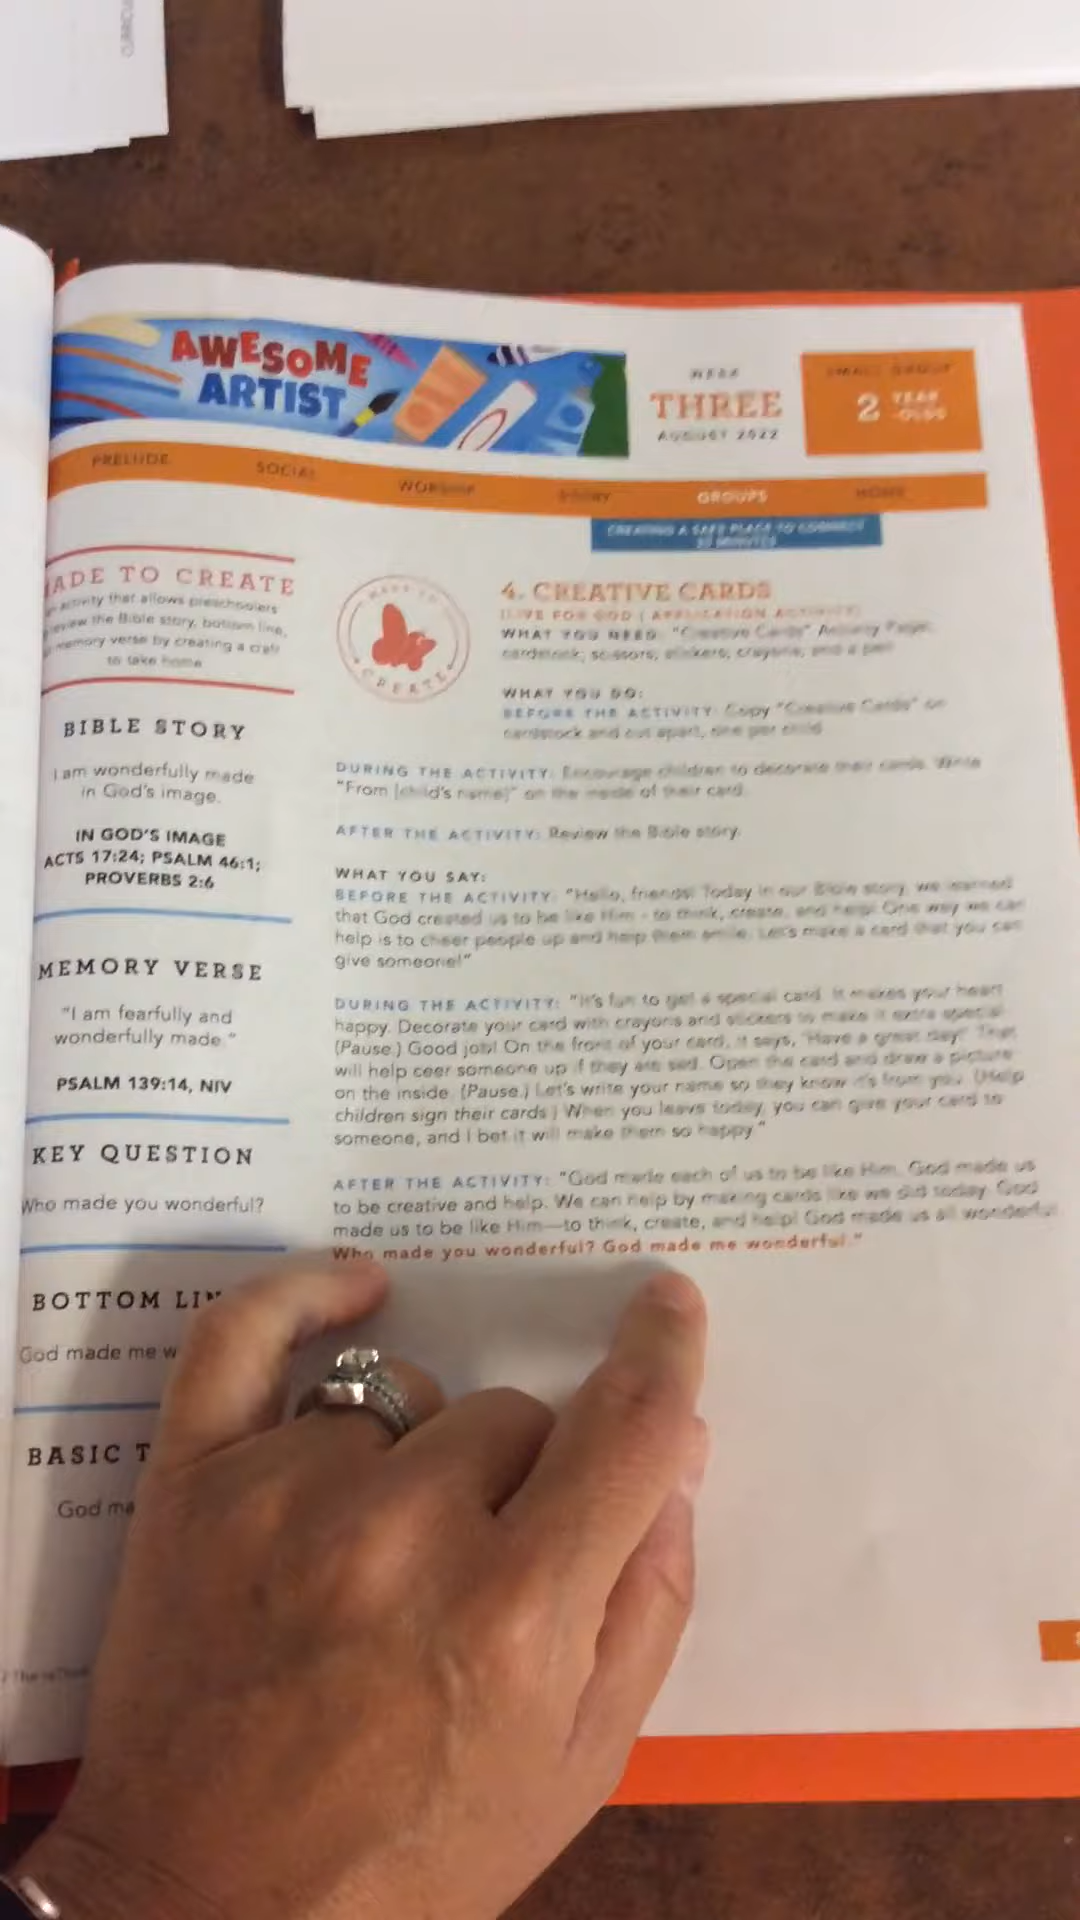 CURRICU
AWESOME
ARTIST
WEEK
THREE
AUGUST 2022
SMALL GROUP
2 YEAR
-OLDS
PRELUDE
SOCIAL
WORSHIP
STORY
GROUPS
HOME
CREATING A SAFE PLACE TO CONNECT
MINUTES
ADE TO CREATE
activity that allows preschoolers
review the Bible story, bottom line,
memory verse by creating a craft
to take home
BIBLE STORY
I am wonderfully made
in God's image.
IN GOD'S IMAGE
ACTS 17:24; PSALM 46:1;
PROVERBS 2:6
MEMORY VERSE
"I am fearfully and
wonderfully made."
PSALM 139:14, NIV
KEY QUESTION
Who made you wonderful?
BOTTOM LIN
God made me w
BASIC T
God ma
MADE TO
CREATE
4. CREATIVE CARDS
[LIVE FOR GOD | APPLICATION ACTIVITY]
WHAT YOU NEED: "Creative Cards" Activity Page;
cardstock; scissors; stickers; crayons; and a pen
WHAT YOU DO:
BEFORE THE ACTIVITY: Copy "Creative Cards" on
cardstock and cut apart, one per child
DURING THE ACTIVITY: Encourage children to decorate their cards. Write
"From [child's name]" on the inside of their card.
AFTER THE ACTIVITY: Review the Bible story.
WHAT YOU SAY:
BEFORE THE ACTIVITY: "Hello, friends! Today in our Bible story, we learned
that God created us to be like Him - to think, create, and help! One way we can
help is to cheer people up and help them smile. Let's make a card that you can
give someone!"
DURING THE ACTIVITY: "It's fun to get a special card. It makes your heart
happy. Decorate your card with crayons and stickers to make it extra special.
(Pause.) Good job! On the front of your card, it says, 'Have a great day!' That
will help ceer someone up if they are sad. Open the card and draw a picture
on the inside. (Pause.) Let's write your name so they know it's from you. (Help
children sign their cards.) When you leave today, you can give your card to
someone, and I bet it will make them so happy."
AFTER THE ACTIVITY: "God made each of us to be like Him. God made us
to be creative and help. We can help by making cards like we did today. God
made us to be like Him—to think, create, and help! God made us all wonderful.
Who made you wonderful? God made me wonderful."